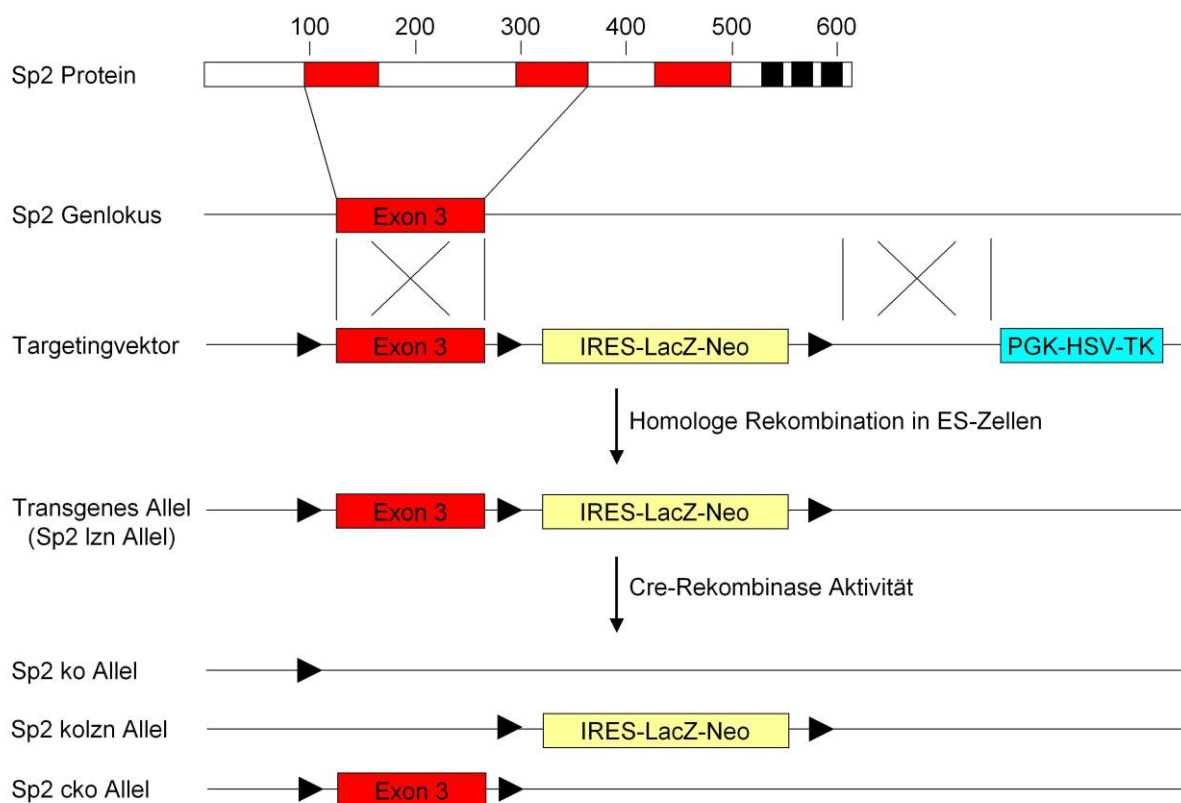 100 200 300 400 500 600
Sp2 Protein
Sp2 Genlokus
Exon 3
Targetingvektor
Exon 3
IRES-LacZ-Neo
PGK-HSV-TK
Homologe Rekombination in ES-Zellen
Transgenes Allel
(Sp2 lzn Allel)
Exon 3
IRES-LacZ-Neo
Cre-Rekombinase Aktivität
Sp2 ko Allel
Sp2 kolzn Allel
IRES-LacZ-Neo
Sp2 cko Allel
Exon 3